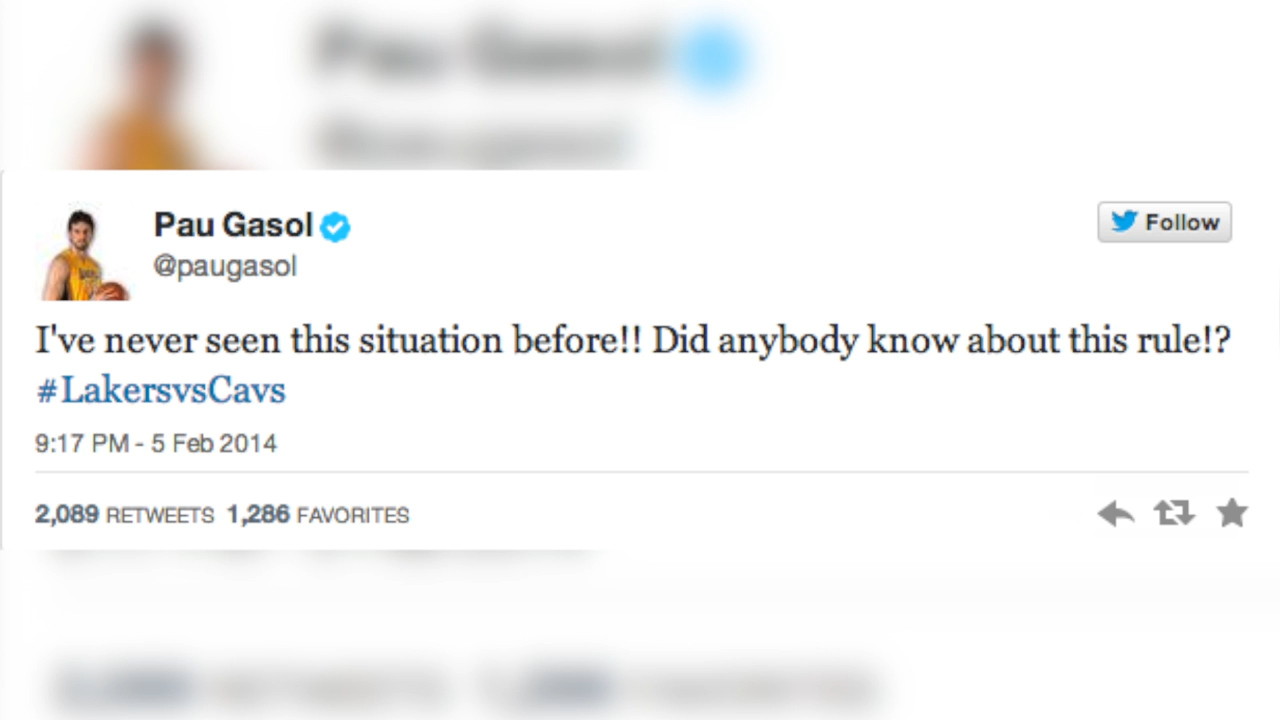 Pau Gasol
@paugasol
Follow
I've never seen this situation before!! Did anybody know about this rule!?
#LakersvsCavs
9:17 PM - 5 Feb 2014
2,089 RETWEETS 1,286 FAVORITES